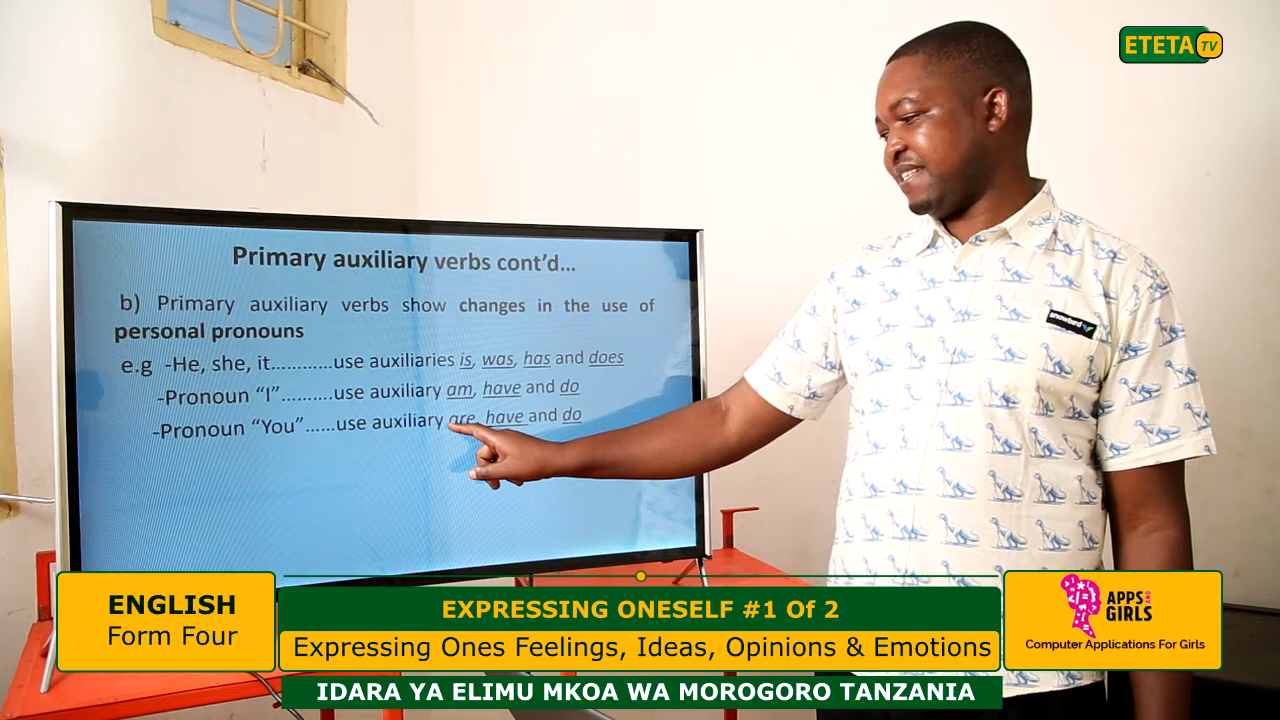 ETETA TV
Primary auxiliary verbs cont'd...
b) Primary auxiliary verbs show changes in the use of
personal pronouns
e.g -He, she, it............use auxiliaries is, was, has and does
-Pronoun “I”..........use auxiliary am, have and do
-Pronoun “You”......use auxiliary are, have and do
snowbird
ENGLISH
Form Four
EXPRESSING ONESELF #1 Of 2
Expressing Ones Feelings, Ideas, Opinions & Emotions
IDARA YA ELIMU MKOA WA MOROGORO TANZANIA
APPS AND
GIRLS
Computer Applications For Girls